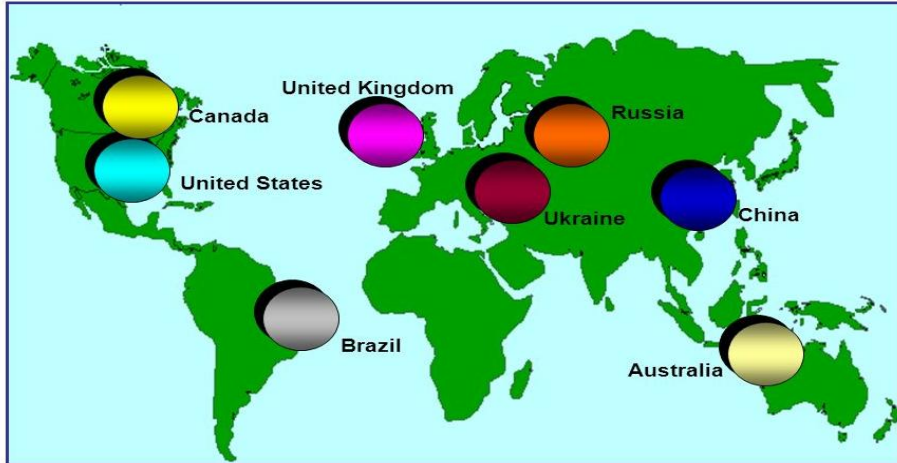 United Kingdom
Russia
Canada
United States
Ukraine
China
Brazil
Australia